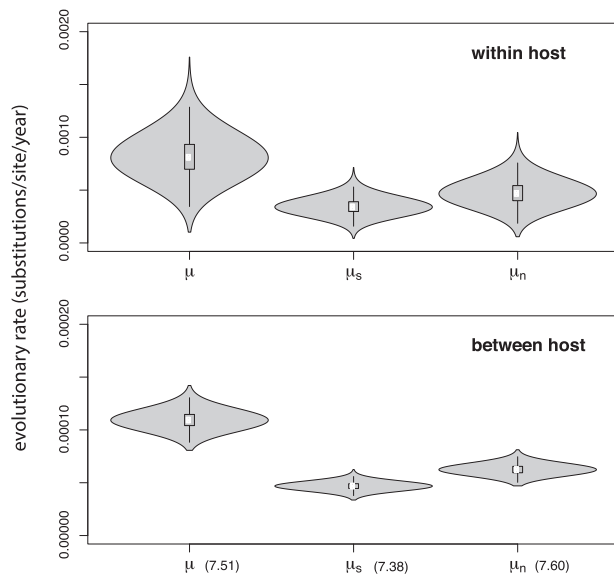 evolutionary rate (substitutions/site/year)
0.0020
0.0010
0.0000
within host
μ μs μn
0.00020
0.00010
0.00000
between host
μ (7.51) μs (7.38) μn (7.60)